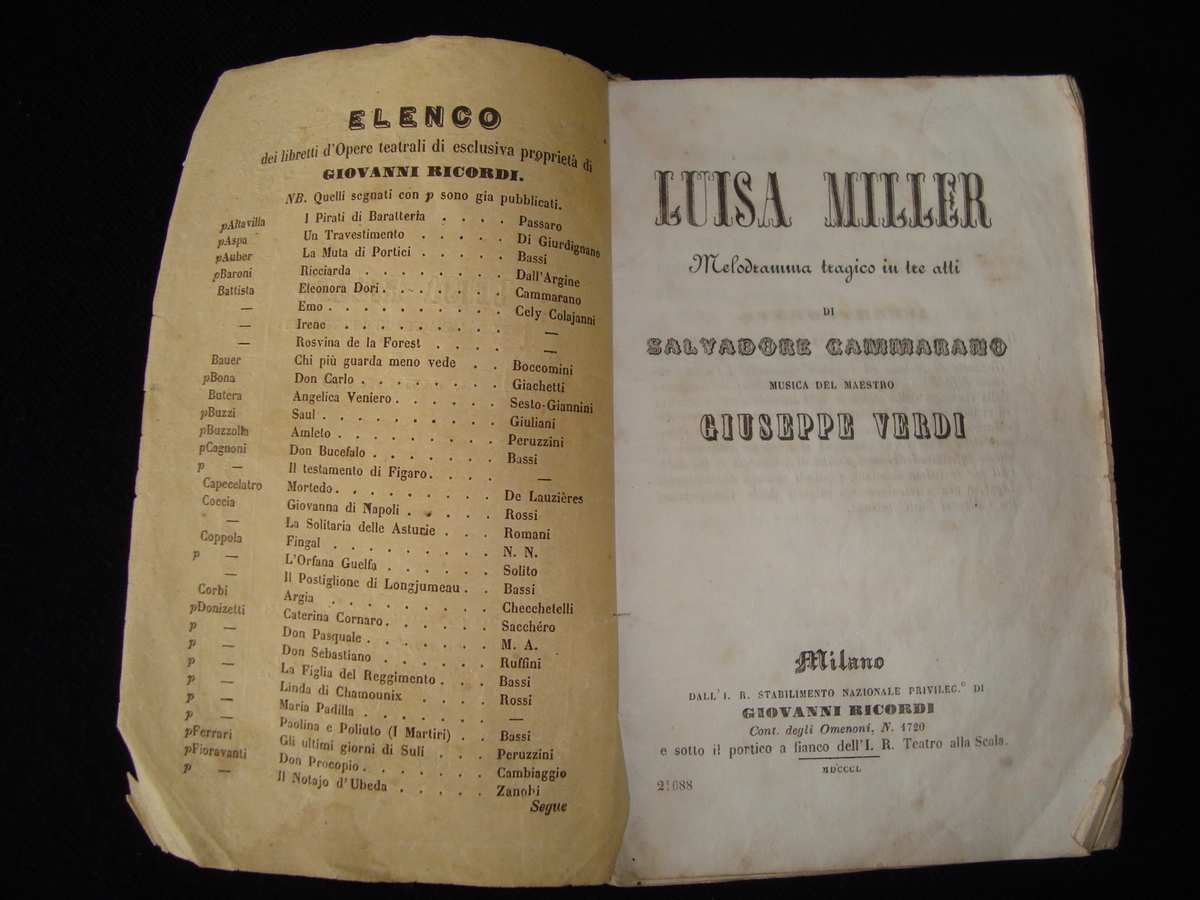 ELENCO
dei libretti d'Opere teatrali di esclusiva proprietà di
GIOVANNI RICORDI.
NB. Quelli segnati con p sono gia pubblicati.
pAltavilla I Pirati di Baratteria . . . . Passaro
pAspa Un Travestimento . . . . . Di Giurdignano
pAuber La Muta di Portici . . . . . Bassi
pBaroni Ricciarda . . . . . . . Dall'Argine
Battista Eleonora Dori . . . . . . . Cammarano
— Emo . . . . . . . . . Cely Colajanni
— Irene . . . . . . . . . —
— Rosvina de la Forest . . . . —
Bauer Chi più guarda meno vede . . Boccomini
pBona Don Carlo . . . . . . . . Giachetti
Butera Angelica Veniero . . . . . . Sesto-Giannini
pBuzzi Saul . . . . . . . . . Giuliani
pBuzzolla Amleto . . . . . . . . Peruzzini
pCagnoni Don Bucefalo . . . . . . . Bassi
p — Il testamento di Figaro . . . . —
Capecelatro Mortedo . . . . . . . . . De Lauzières
Coccia Giovanna di Napoli . . . . . Rossi
— La Solitaria delle Asturie . . . Romani
Coppola Fingal . . . . . . . . . N. N.
p — L'Orfana Guelfa . . . . . . Solito
— Il Postiglione di Longjumeau . . Bassi
Corbi Argia . . . . . . . . . Checchetelli
pDonizetti Caterina Cornaro . . . . . . Sacchéro
p — Don Pasquale . . . . . . . M. A.
p — Don Sebastiano . . . . . . Ruffini
p — La Figlia del Reggimento . . . Bassi
p — Linda di Chamounix . . . . Rossi
p — Maria Padilla . . . . . . . —
p — Paolina e Poliuto (I Martiri) . . Bassi
pFerrari Gli ultimi giorni di Suli . . . . Peruzzini
pFioravanti Don Procopio . . . . . . . Cambiaggio
p — Il Notajo d'Ubeda . . . . . Zanobi
Segue
LUISA MILLER
Melodramma tragico in tre atti
DI
SALVADORE CAMMARANO
MUSICA DEL MAESTRO
GIUSEPPE VERDI
Milano
DALL'I. R. STABILIMENTO NAZIONALE PRIVILEG.° DI
GIOVANNI RICORDI
Cont. degli Omenoni, N. 1720
e sotto il portico a fianco dell'I. R. Teatro alla Scala.
MDCCCL
21688